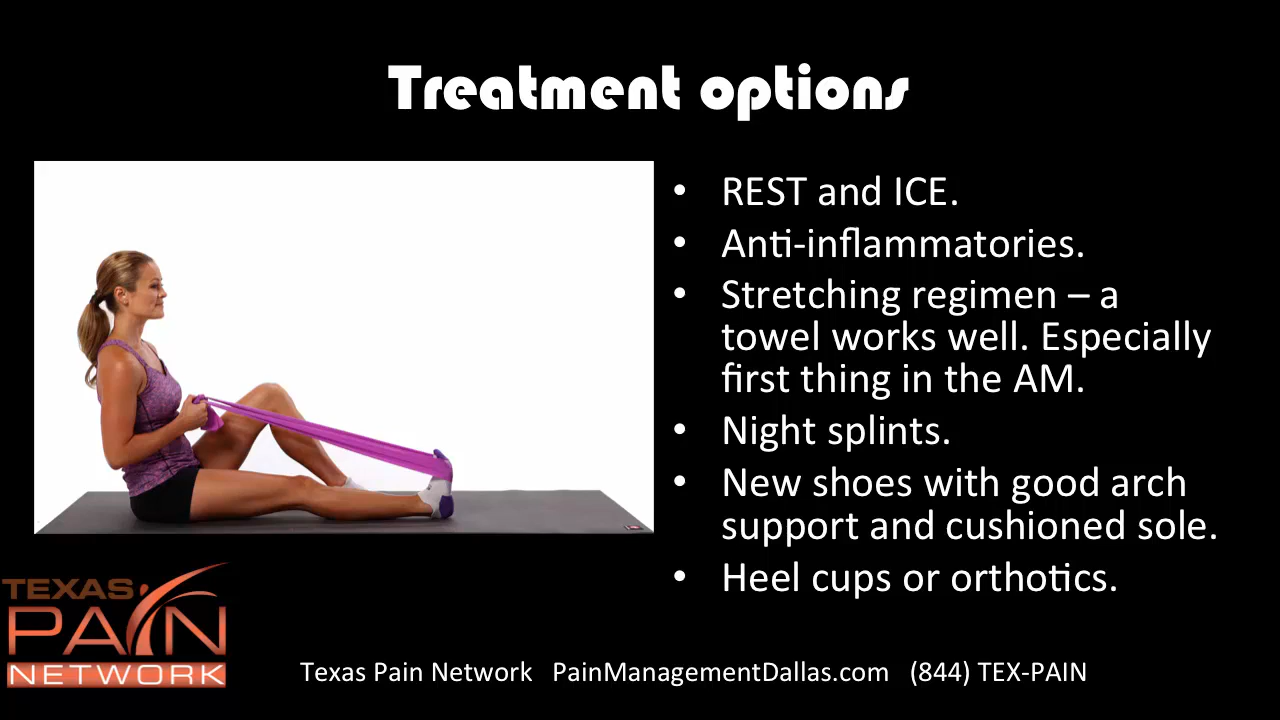 Treatment options
• REST and ICE.
• Anti-inflammatories.
• Stretching regimen – a
towel works well. Especially
first thing in the AM.
• Night splints.
• New shoes with good arch
support and cushioned sole.
• Heel cups or orthotics.
TEXAS
PAIN
NETWORK
Texas Pain Network PainManagementDallas.com (844) TEX-PAIN